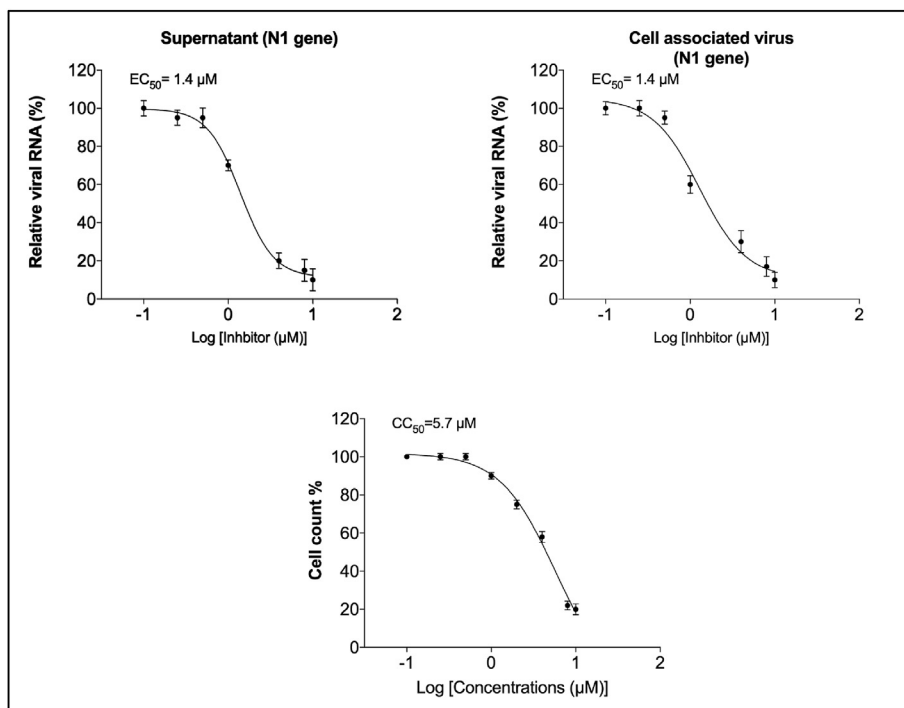 Supernatant (N1 gene)
EC50= 1.4 µM
120
100
80
60
40
20
0
-1 0 1 2
Relative viral RNA (%)
Log [Inhbitor (µM)]
Cell associated virus
(N1 gene)
EC50= 1.4 µM
120
100
80
60
40
20
0
-1 0 1 2
Relative viral RNA (%)
Log [Inhbitor (µM)]
CC50=5.7 µM
120
100
80
60
40
20
0
-1 0 1 2
Cell count %
Log [Concentrations (µM)]